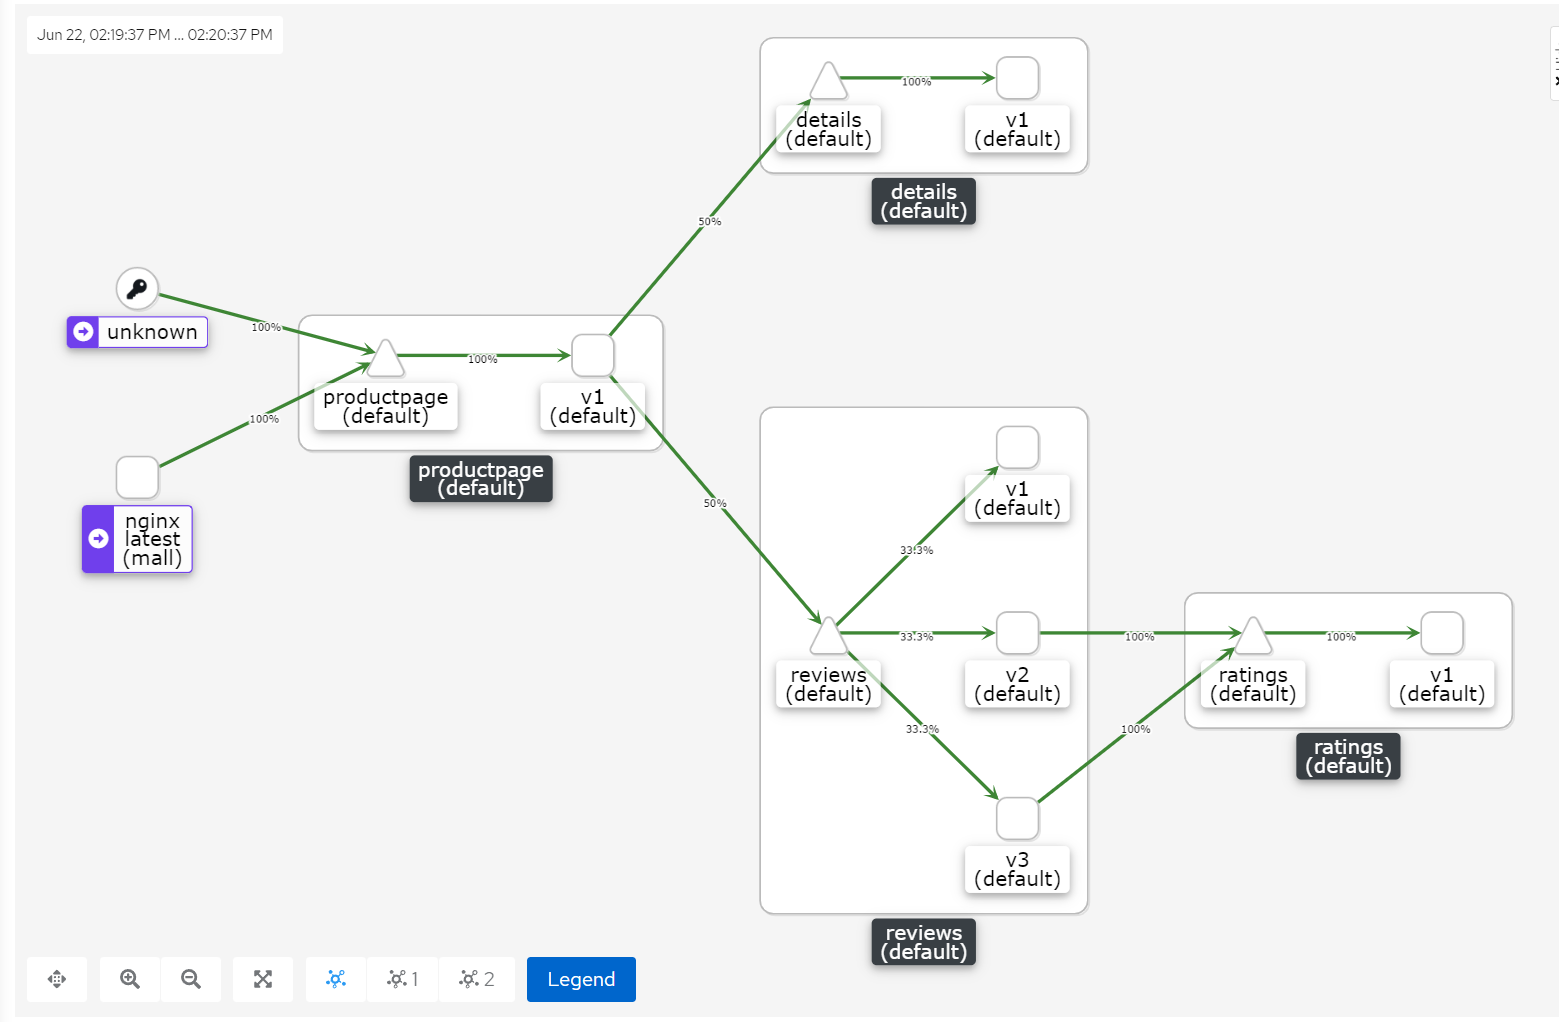 Jun 22, 02:19:37 PM ... 02:20:37 PM
100%
details
(default)
v1
(default)
details
(default)
50%
unknown
100%
100%
productpage
(default)
v1
(default)
100%
productpage
(default)
nginx
latest
(mall)
50%
v1
(default)
33.3%
33.3%
100%
100%
reviews
(default)
v2
(default)
ratings
(default)
v1
(default)
33.3%
100%
ratings
(default)
v3
(default)
reviews
(default)
1
2
Legend